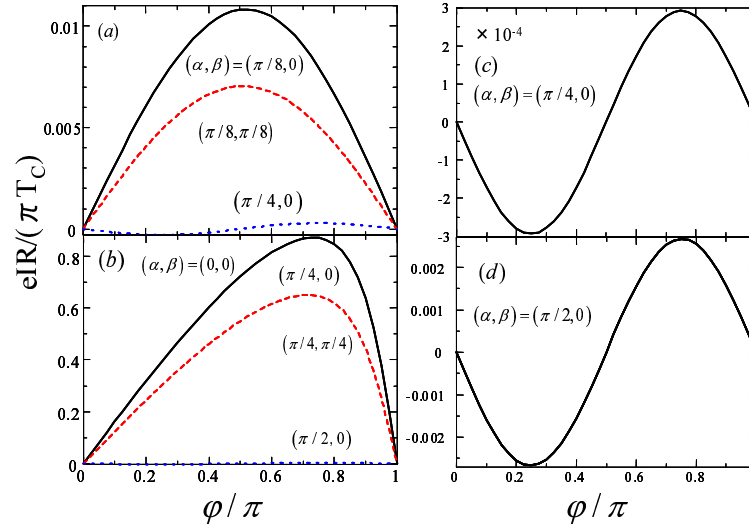 0.01
0.005
0
(a)
(α,β)=(π/8,0)
(π/8,π/8)
(π/4,0)
eIR/(π T_C)
0.8
0.6
0.4
0.2
0
(b)
(α,β)=(0,0)
(π/4,0)
(π/4,π/4)
(π/2,0)
0 0.2 0.4 0.6 0.8 1
φ/π
3
2
1
0
-1
-2
-3
× 10⁻⁴
(c)
(α,β)=(π/4,0)
0.002
0.001
0
-0.001
-0.002
(d)
(α,β)=(π/2,0)
0 0.2 0.4 0.6 0.8 1
φ/π